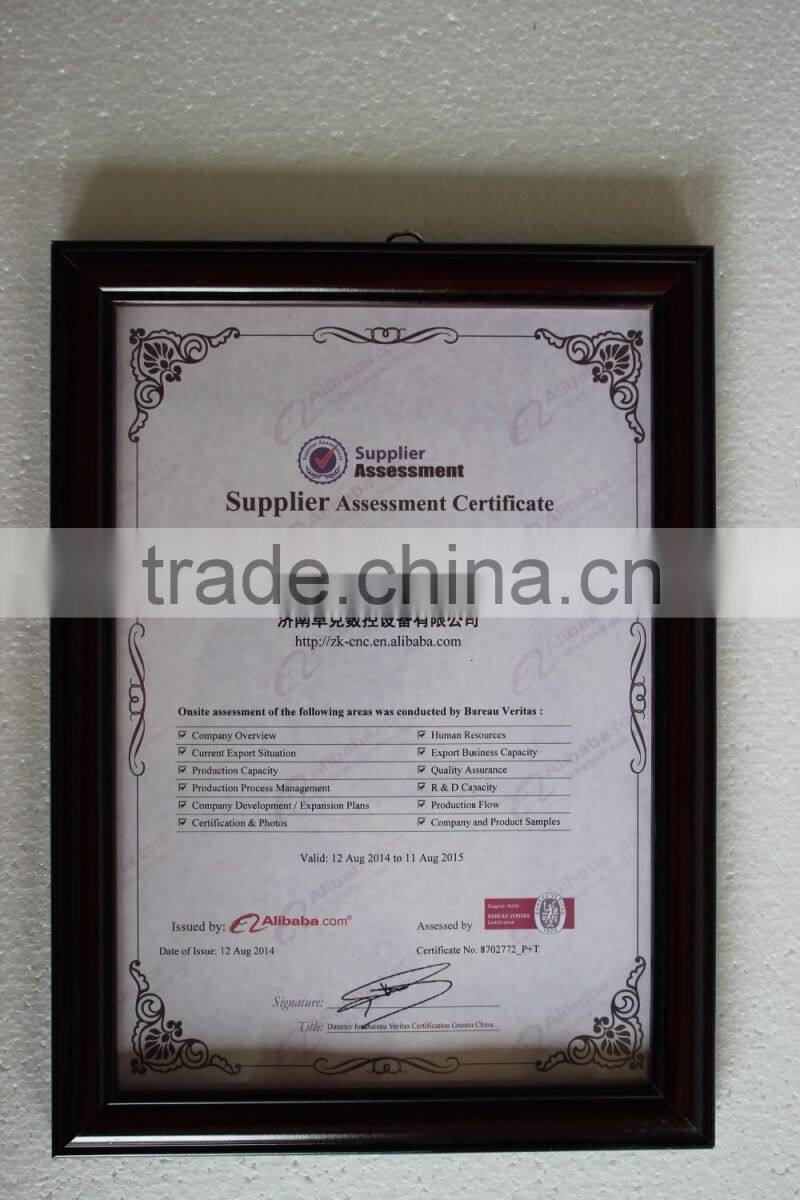 Supplier
Assessment
Supplier Assessment Certificate
trade.china.cn
济南卓克数控设备有限公司
http://zk-cnc.en.alibaba.com
Onsite assessment of the following areas was conducted by Bureau Veritas :
Company Overview Human Resources
Current Export Situation Export Business Capacity
Production Capacity Quality Assurance
Production Process Management R & D Capacity
Company Development / Expansion Plans Production Flow
Certification & Photos Company and Product Samples
Valid: 12 Aug 2014 to 11 Aug 2015
Issued by: Alibaba.com® Assessed by
Supplier Audit
BUREAU VERITAS
Certification
Date of Issue: 12 Aug 2014 Certificate No. 8702772_P+T
Signature:
Title: Director for Bureau Veritas Certification Greater China